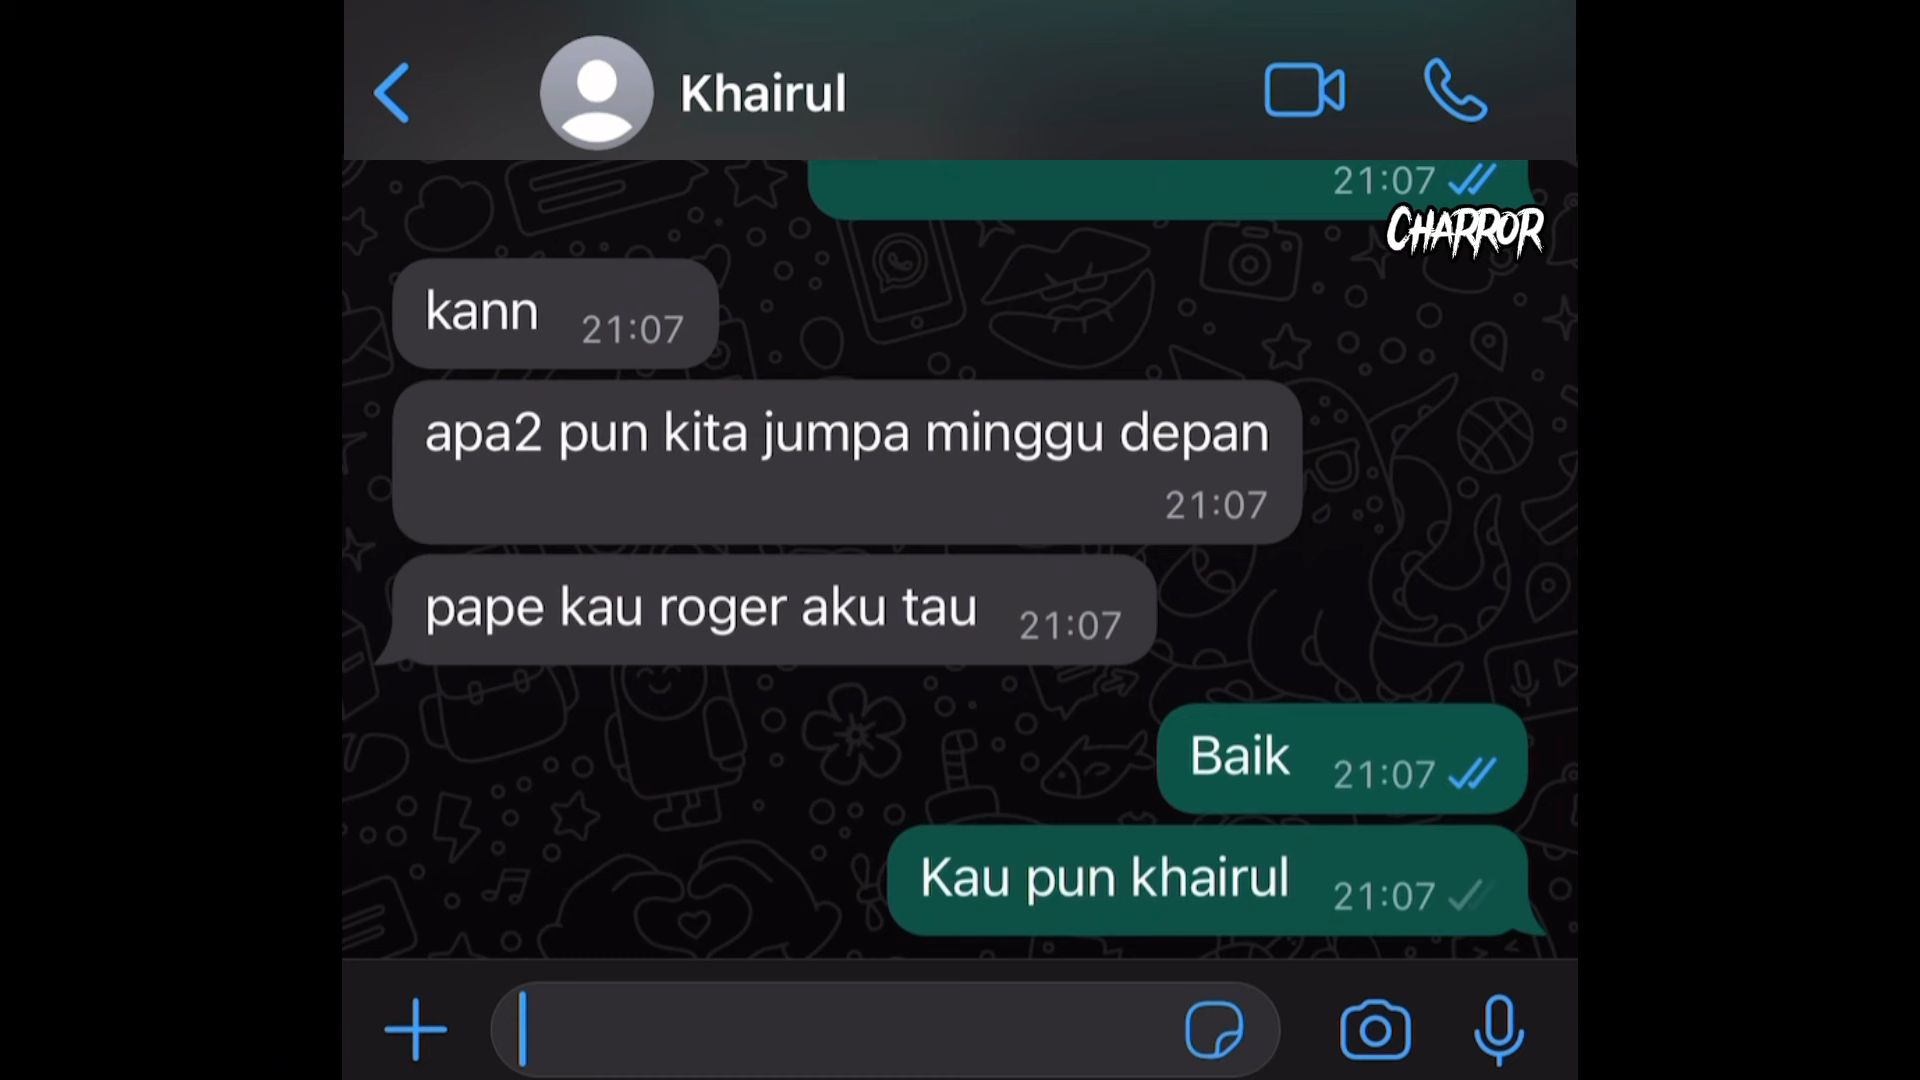 Khairul
21:07
CHARROR
kann 21:07
apa2 pun kita jumpa minggu depan
21:07
pape kau roger aku tau 21:07
Baik 21:07
Kau pun khairul 21:07